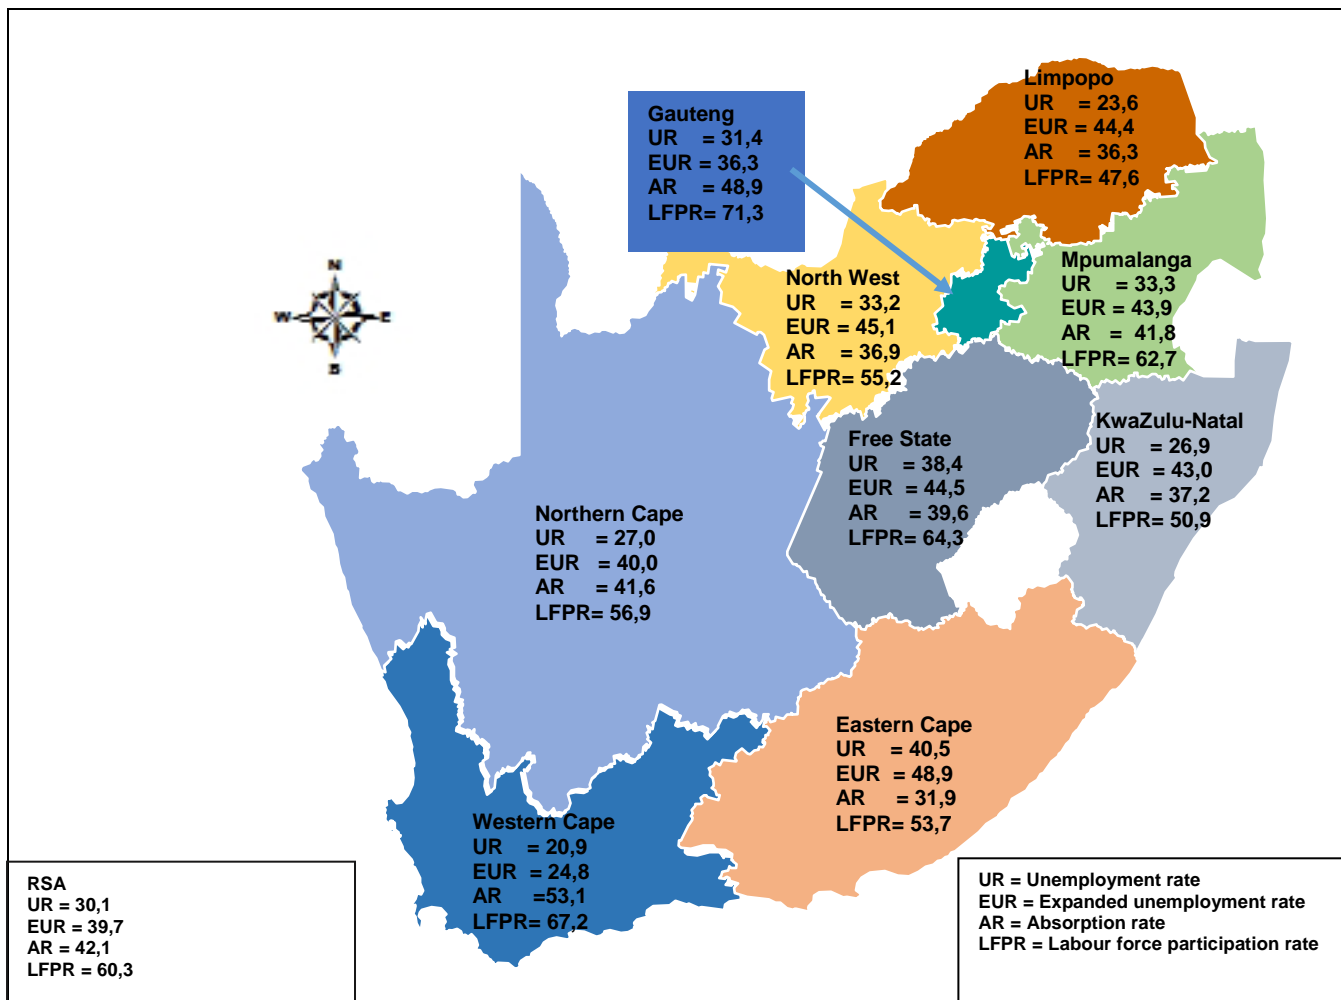 Limpopo
UR = 23,6
EUR = 44,4
AR = 36,3
LFPR= 47,6
Gauteng
UR = 31,4
EUR = 36,3
AR = 48,9
LFPR= 71,3
N
W
E
S
North West
UR = 33,2
EUR = 45,1
AR = 36,9
LFPR= 55,2
Mpumalanga
UR = 33,3
EUR = 43,9
AR = 41,8
LFPR= 62,7
Free State
UR = 38,4
EUR = 44,5
AR = 39,6
LFPR= 64,3
KwaZulu-Natal
UR = 26,9
EUR = 43,0
AR = 37,2
LFPR= 50,9
Northern Cape
UR = 27,0
EUR = 40,0
AR = 41,6
LFPR= 56,9
Eastern Cape
UR = 40,5
EUR = 48,9
AR = 31,9
LFPR= 53,7
Western Cape
UR = 20,9
EUR = 24,8
AR =53,1
LFPR= 67,2
RSA
UR = 30,1
EUR = 39,7
AR = 42,1
LFPR = 60,3
UR = Unemployment rate
EUR = Expanded unemployment rate
AR = Absorption rate
LFPR = Labour force participation rate